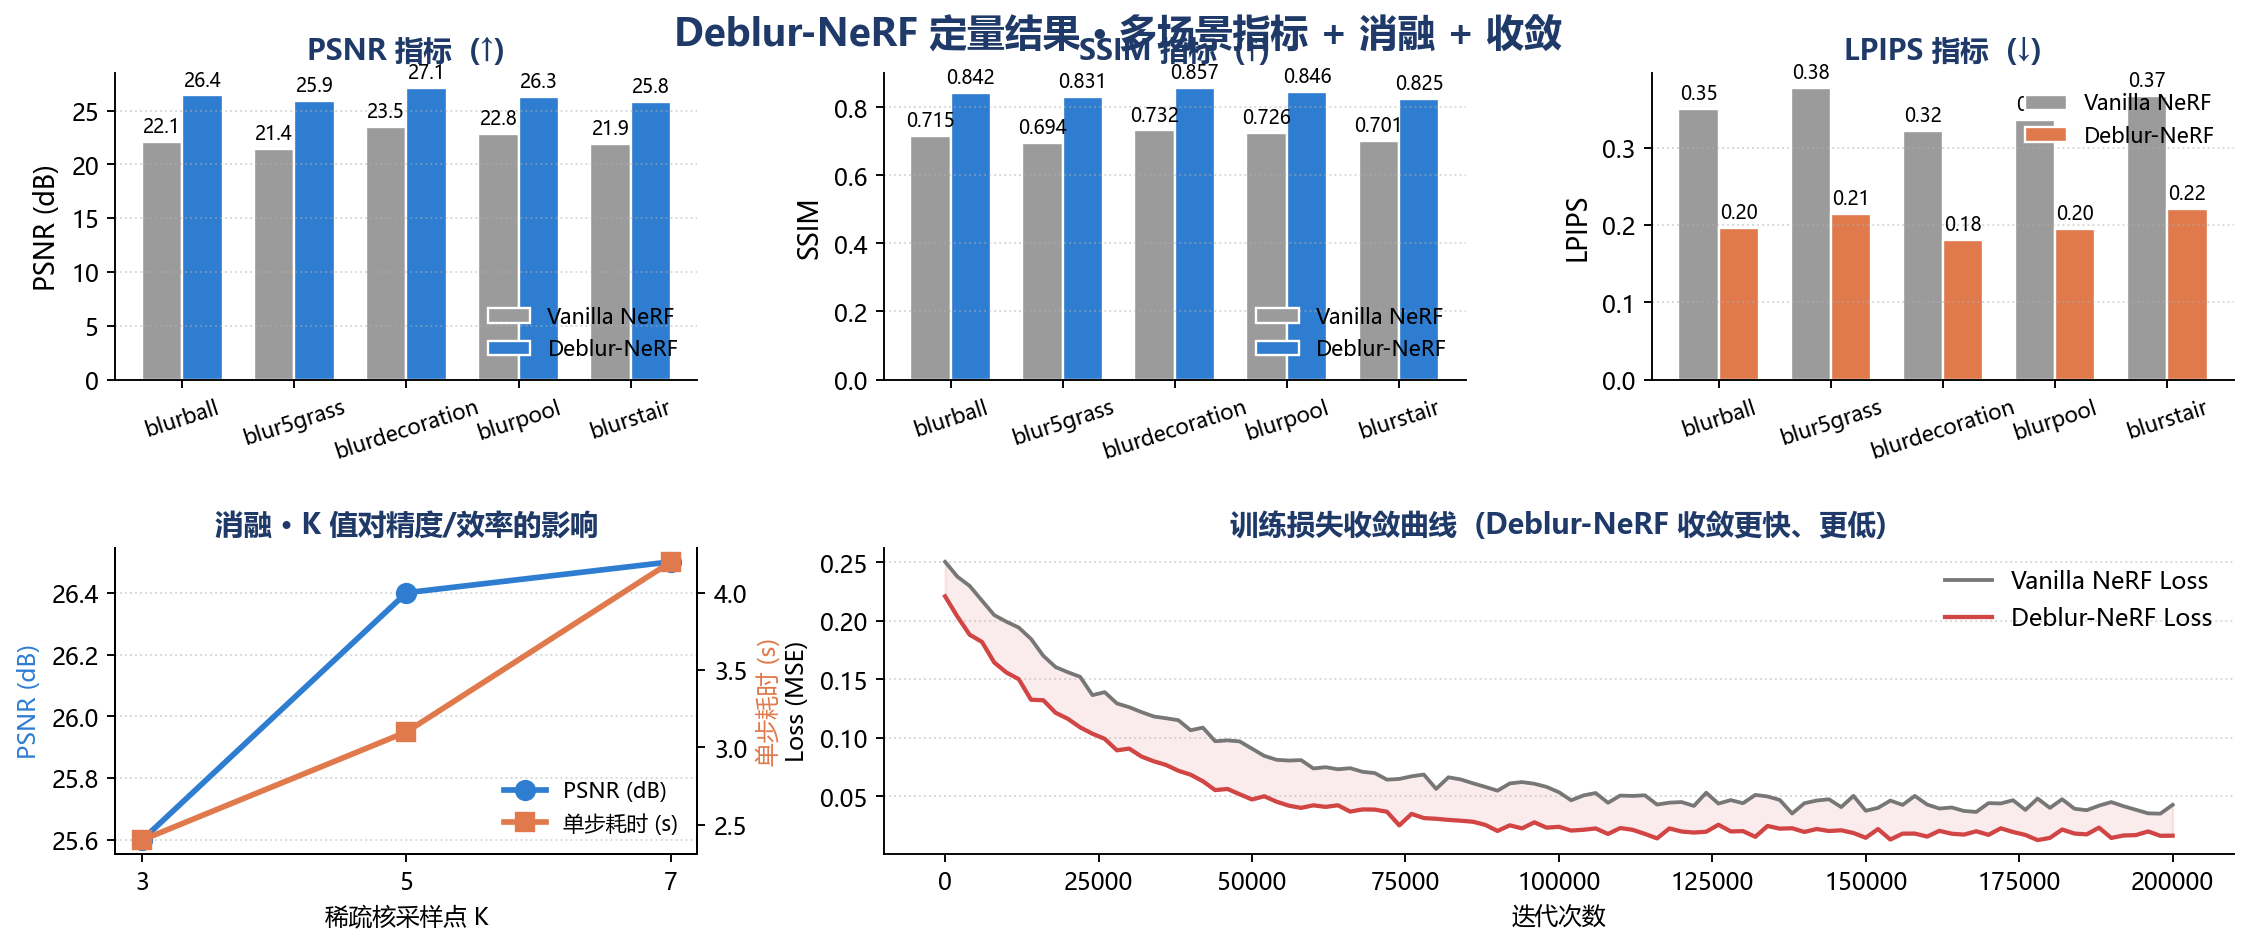 Deblur-NeRF 定量结果 · 多场景指标 + 消融 + 收敛
PSNR 指标 (↑)
PSNR (dB)
25
20
15
10
5
0
22.1
26.4
21.4
25.9
23.5
27.1
22.8
26.3
21.9
25.8
Vanilla NeRF
Deblur-NeRF
blurball
blur5grass
blurdecoration
blurpool
blurstair
SSIM 指标 (↑)
SSIM
0.8
0.6
0.4
0.2
0.0
0.715
0.842
0.694
0.831
0.732
0.857
0.726
0.846
0.701
0.825
Vanilla NeRF
Deblur-NeRF
blurball
blur5grass
blurdecoration
blurpool
blurstair
LPIPS 指标 (↓)
LPIPS
0.3
0.2
0.1
0.0
0.35
0.20
0.38
0.21
0.32
0.18
0.20
0.37
0.22
Vanilla NeRF
Deblur-NeRF
blurball
blur5grass
blurdecoration
blurpool
blurstair
消融 · K 值对精度/效率的影响
PSNR (dB)
26.4
26.2
26.0
25.8
25.6
4.0
3.5
3.0
2.5
单步耗时 (s)
PSNR (dB)
单步耗时 (s)
3
5
7
稀疏核采样点 K
训练损失收敛曲线 (Deblur-NeRF 收敛更快、更低)
Loss (MSE)
0.25
0.20
0.15
0.10
0.05
Vanilla NeRF Loss
Deblur-NeRF Loss
0
25000
50000
75000
100000
125000
150000
175000
200000
迭代次数